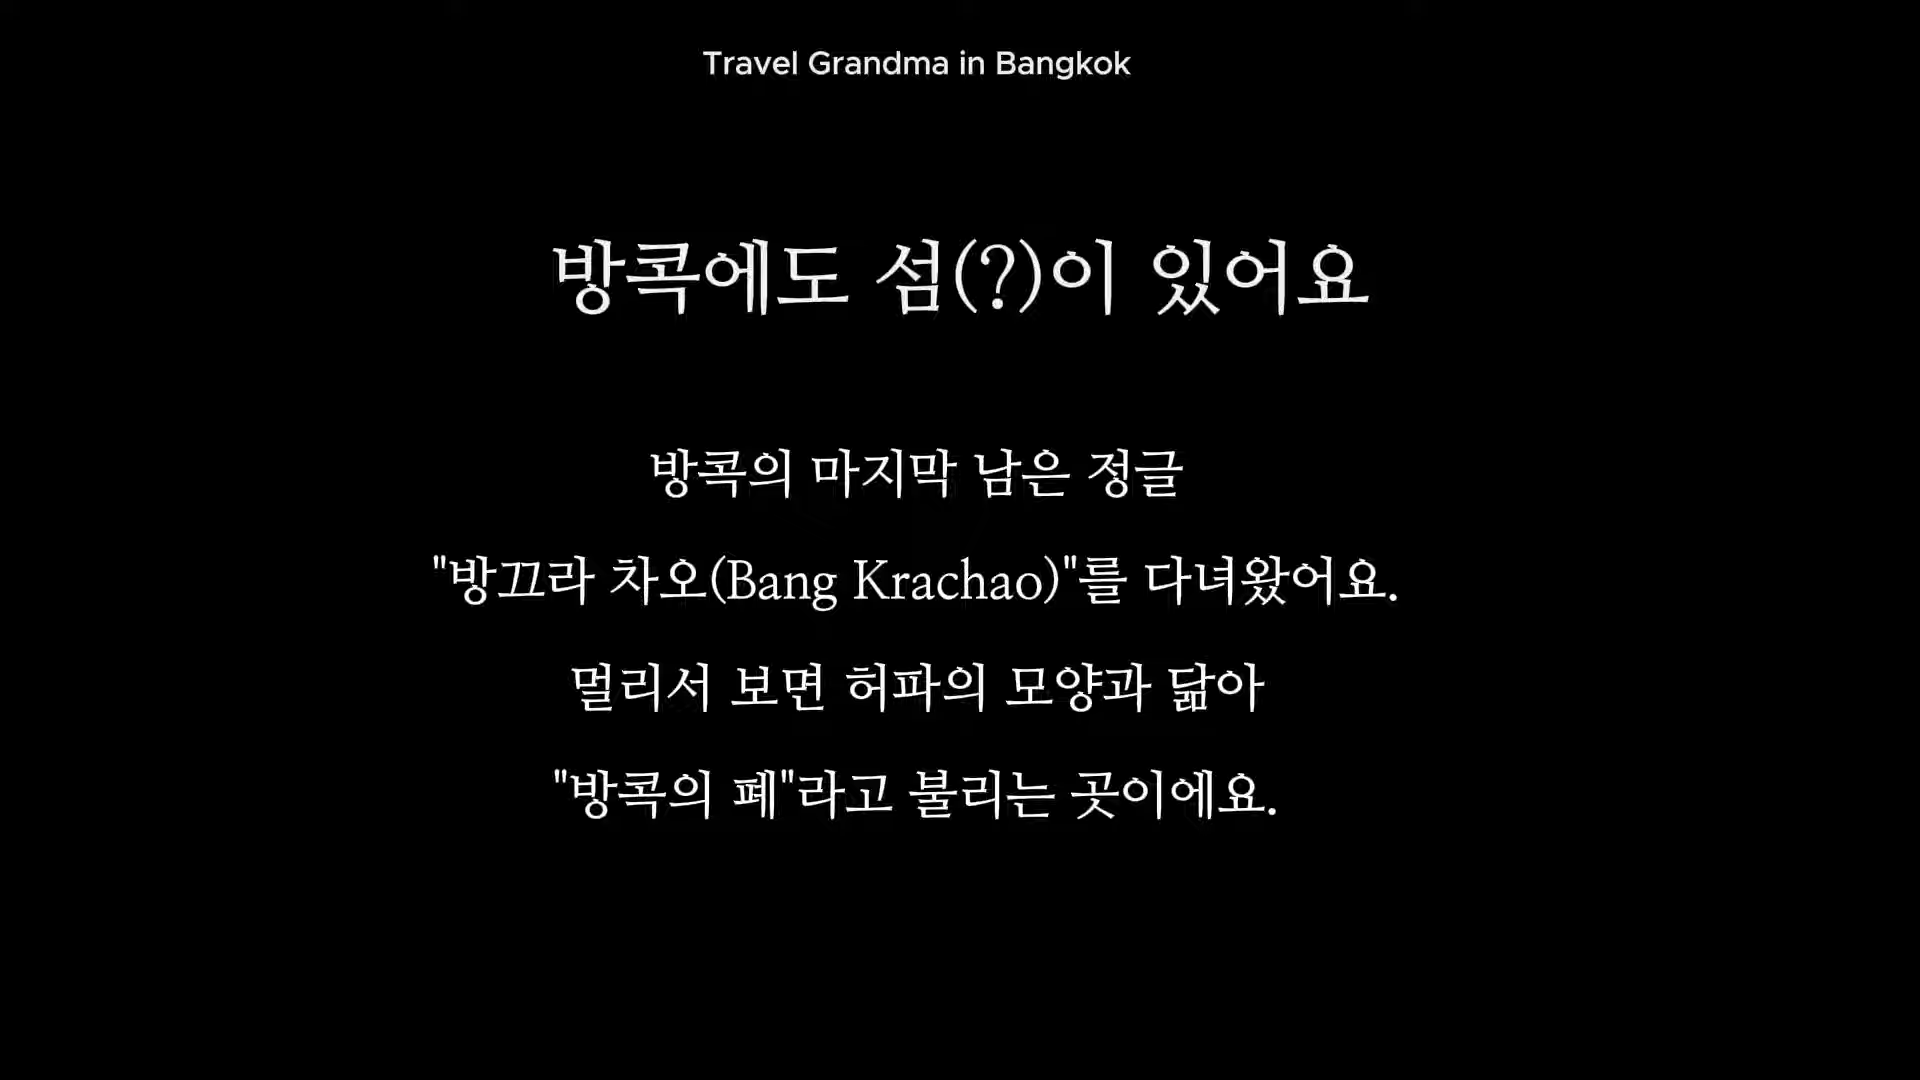 Travel Grandma in Bangkok
방콕에도 섬(?)이 있어요
방콕의 마지막 남은 정글
"방끄라 차오(Bang Krachao)"를 다녀왔어요.
멀리서 보면 허파의 모양과 닮아
"방콕의 폐"라고 불리는 곳이에요.